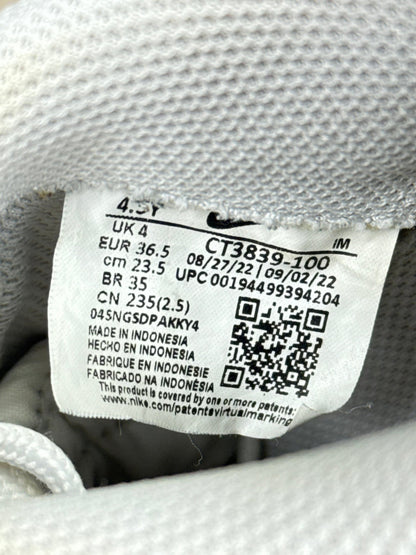 4.5Y
UK 4
EUR 36.5
cm 23.5
BR 35
CN 235(2.5)
CT3839-100
IM
08/27/22 | 09/02/22
UPC 00194499394204
045NGSDPAKKY4
MADE IN INDONESIA
HECHO EN INDONESIA
FABRIQUE EN INDONESIE
FABRICADO NA INDONÉSIA
This product is covered by one or more patents:
www.nike.com/patentsvirtualmarking